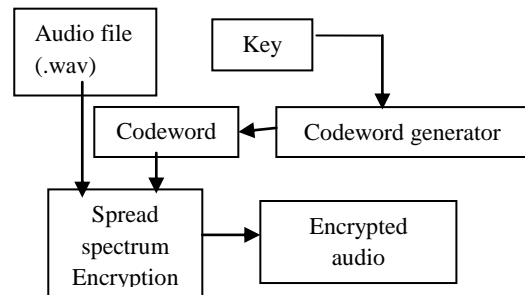 Audio file
(.wav)
Key
Codeword
Codeword generator
Spread
spectrum
Encryption
Encrypted
audio